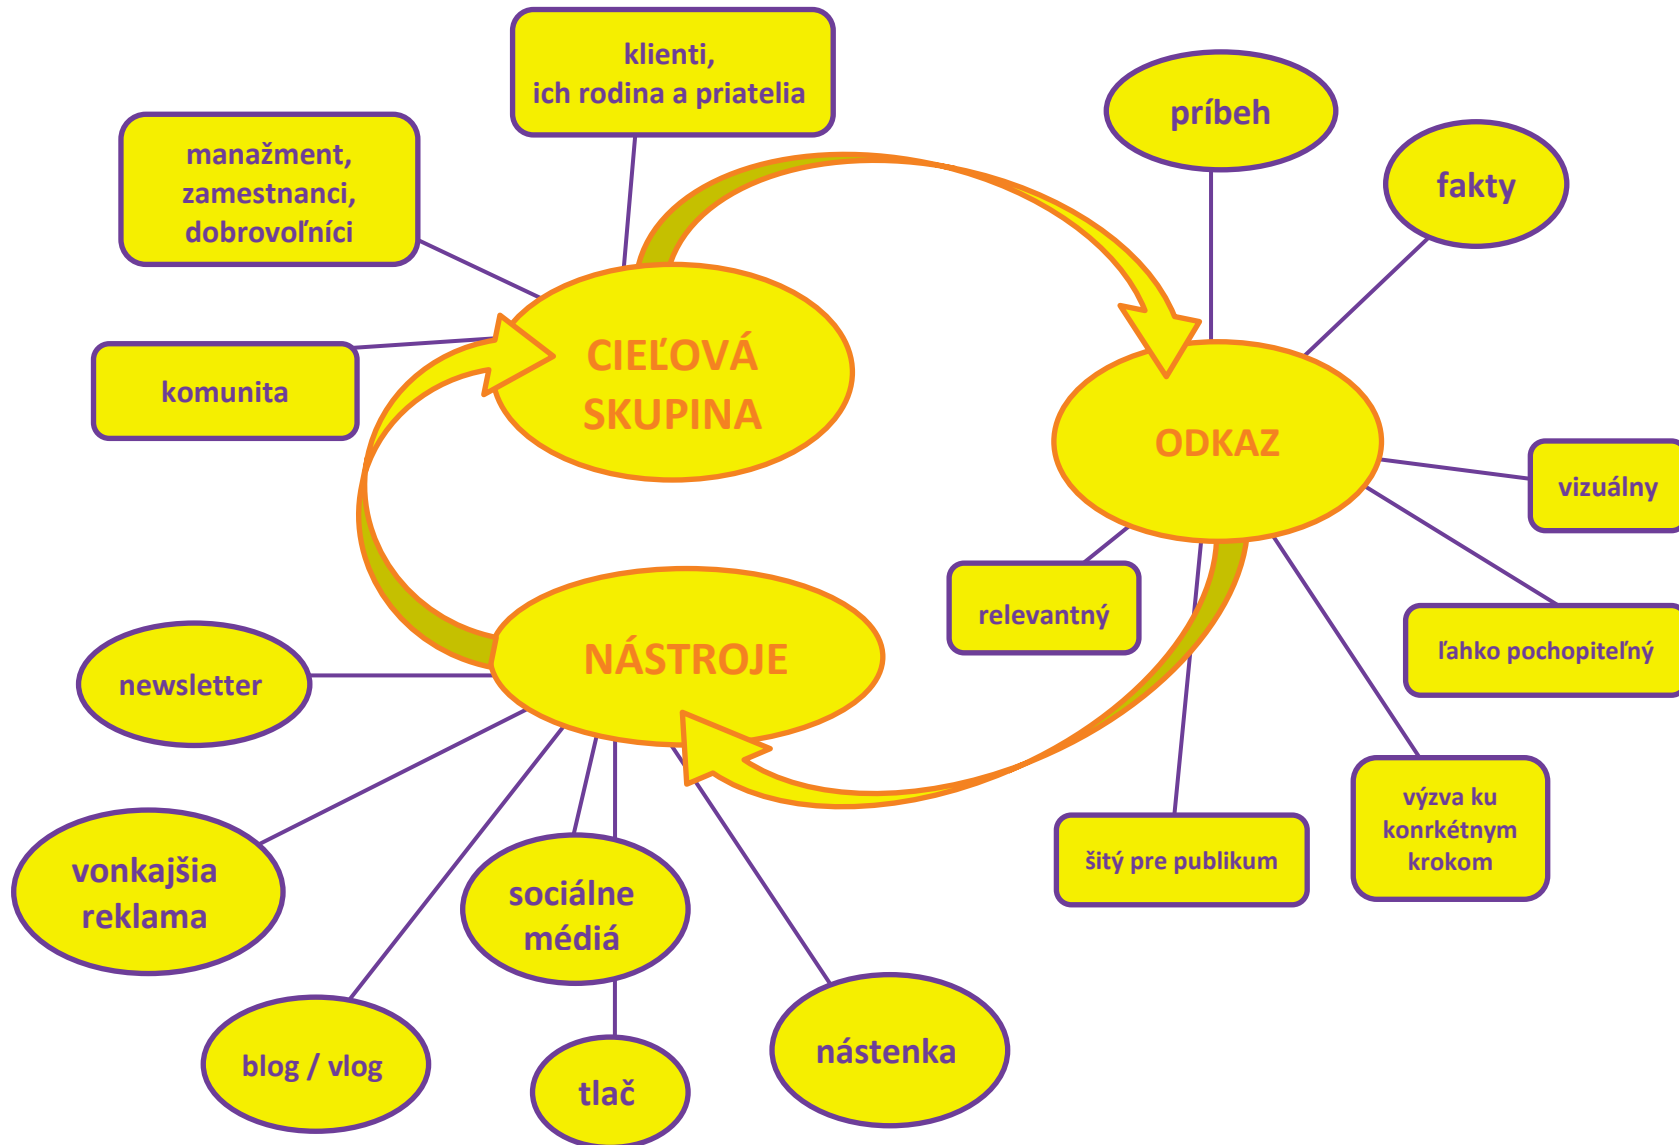 klienti,
ich rodina a priatelia
manažment,
zamestnanci,
dobrovoľníci
komunita
CIEĽOVÁ
SKUPINA
príbeh
fakty
ODKAZ
vizuálny
relevantný
ľahko pochopiteľný
výzva ku
konrkétnym
krokom
šitý pre publikum
NÁSTROJE
newsletter
vonkajšia
reklama
sociálne
médiá
blog / vlog
tlač
nástenka